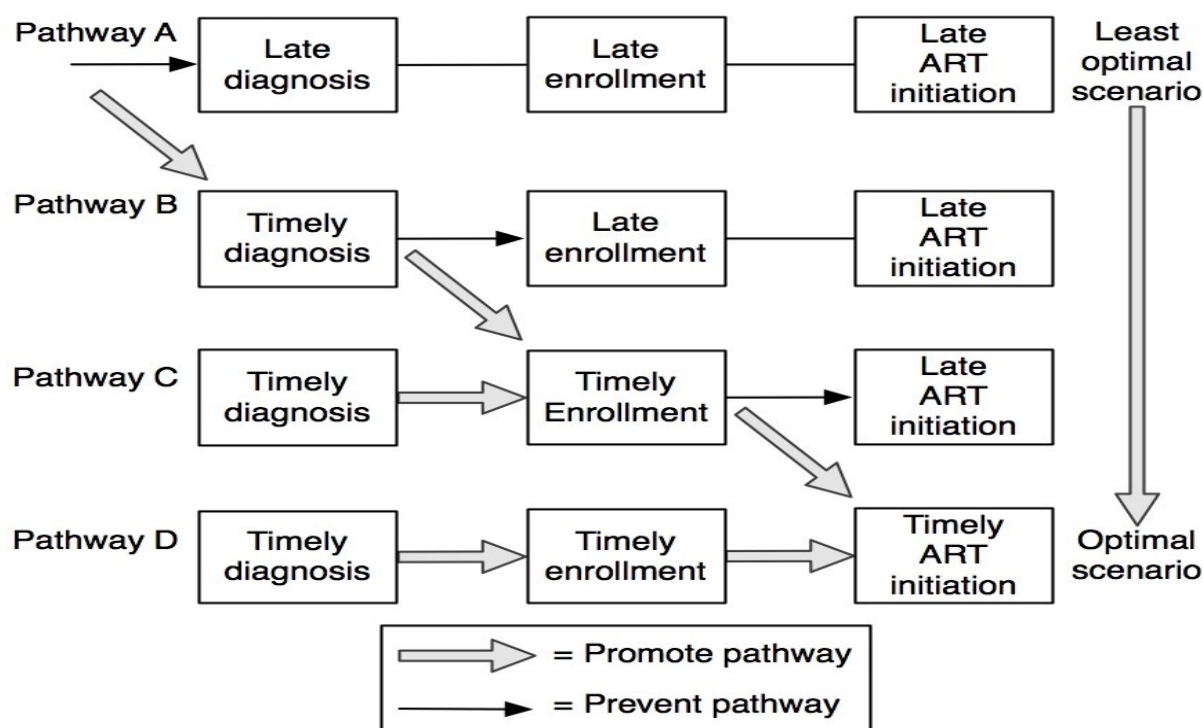 Pathway A
Late
diagnosis
Late
enrollment
Late
ART
initiation
Least
optimal
scenario
Pathway B
Timely
diagnosis
Late
enrollment
Late
ART
initiation
Pathway C
Timely
diagnosis
Timely
Enrollment
Late
ART
initiation
Pathway D
Timely
diagnosis
Timely
enrollment
Timely
ART
initiation
Optimal
scenario
= Promote pathway
= Prevent pathway